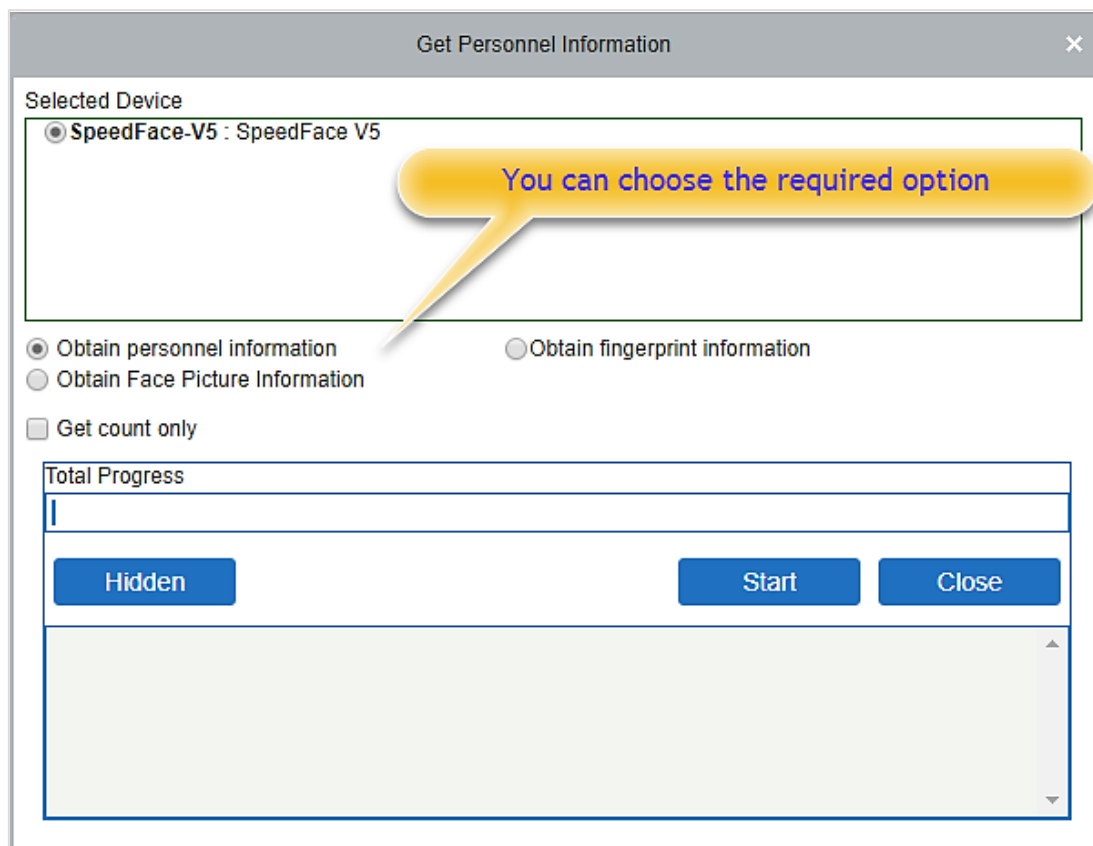 Get Personnel Information
Selected Device
SpeedFace-V5 : SpeedFace V5
You can choose the required option
Obtain personnel information
Obtain fingerprint information
Obtain Face Picture Information
Get count only
Total Progress
Hidden
Start
Close